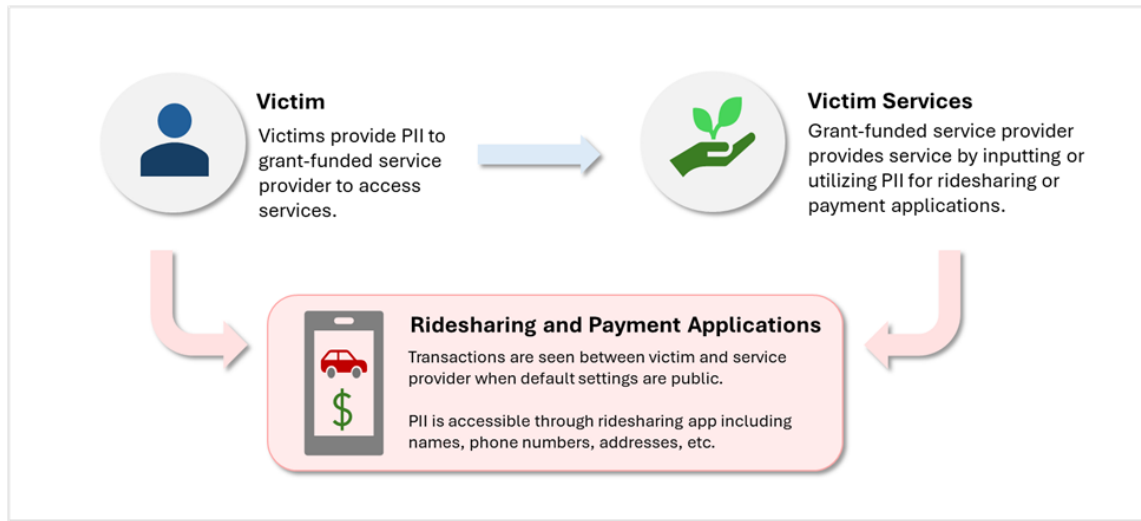 Victim
Victims provide PII to
grant-funded service
provider to access
services.
Victim Services
Grant-funded service provider
provides service by inputting or
utilizing PII for ridesharing or
payment applications.
Ridesharing and Payment Applications
Transactions are seen between victim and service
provider when default settings are public.
PII is accessible through ridesharing app including
names, phone numbers, addresses, etc.
$